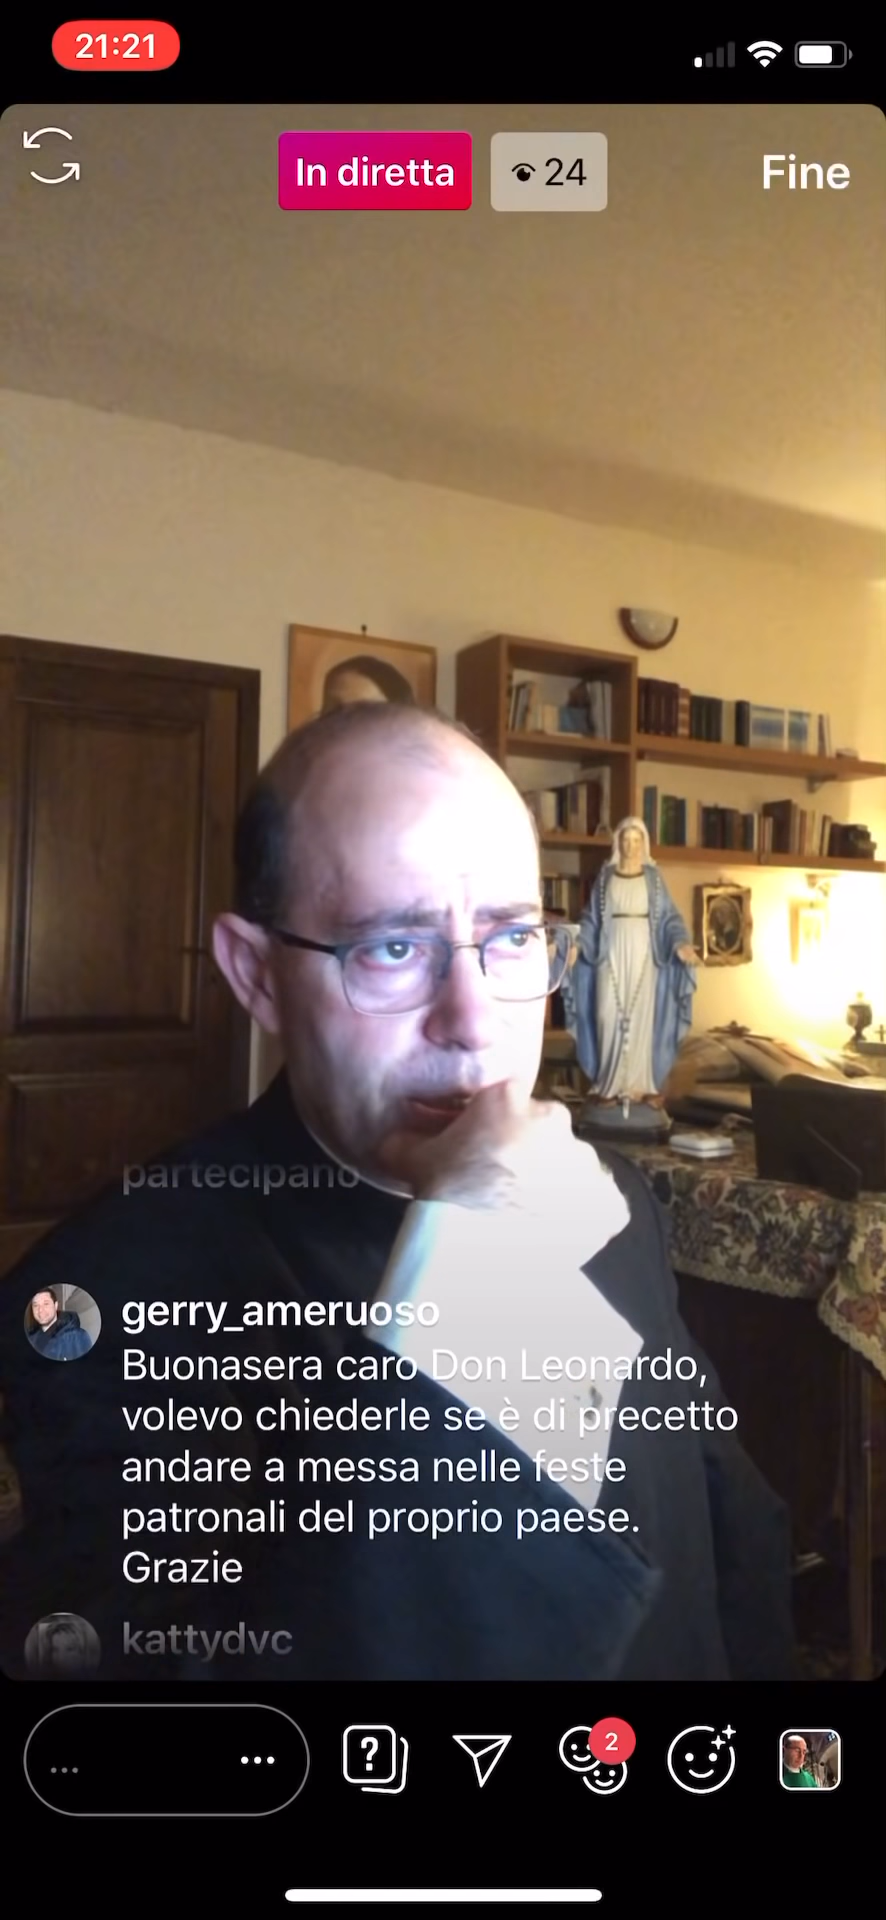 21:21
In diretta
24
Fine
partecipano
gerry_ameruoso
Buonasera caro Don Leonardo,
volevo chiederle se è di precetto
andare a messa nelle feste
patronali del proprio paese.
Grazie
kattydvc
...
2